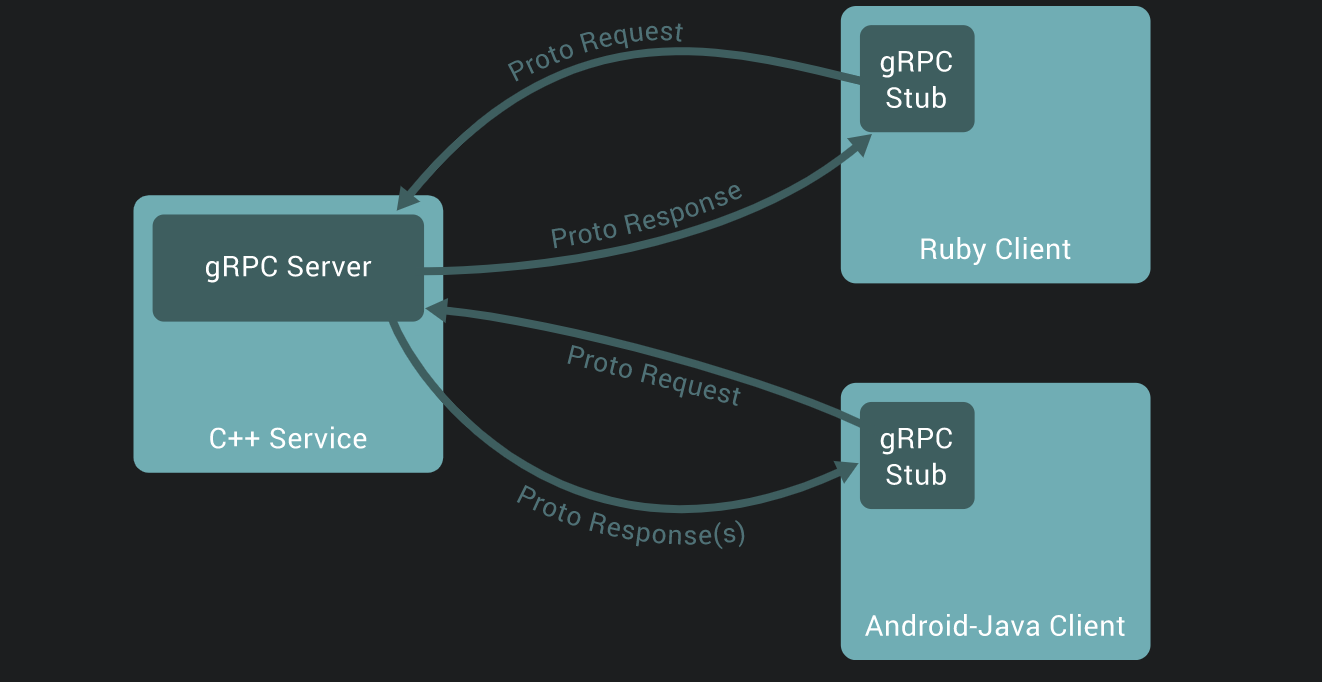 Proto Request
gRPC
Stub
Proto Response
Ruby Client
gRPC Server
C++ Service
Proto Request
gRPC
Stub
Proto Response(s)
Android-Java Client